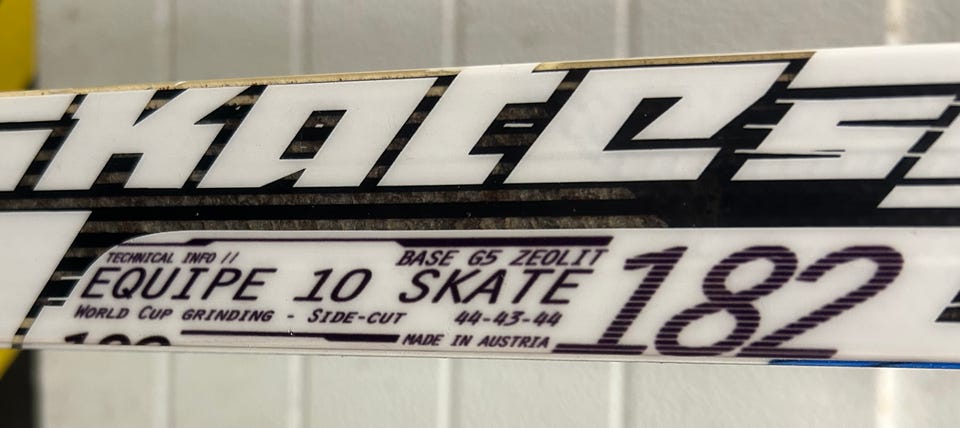 skates
TECHNICAL INFO //
BASE G5 ZEOLIT
EQUIPE 10 SKATE
WORLD CUP GRINDING - SIDE-CUT 44-43-44
MADE IN AUSTRIA
182